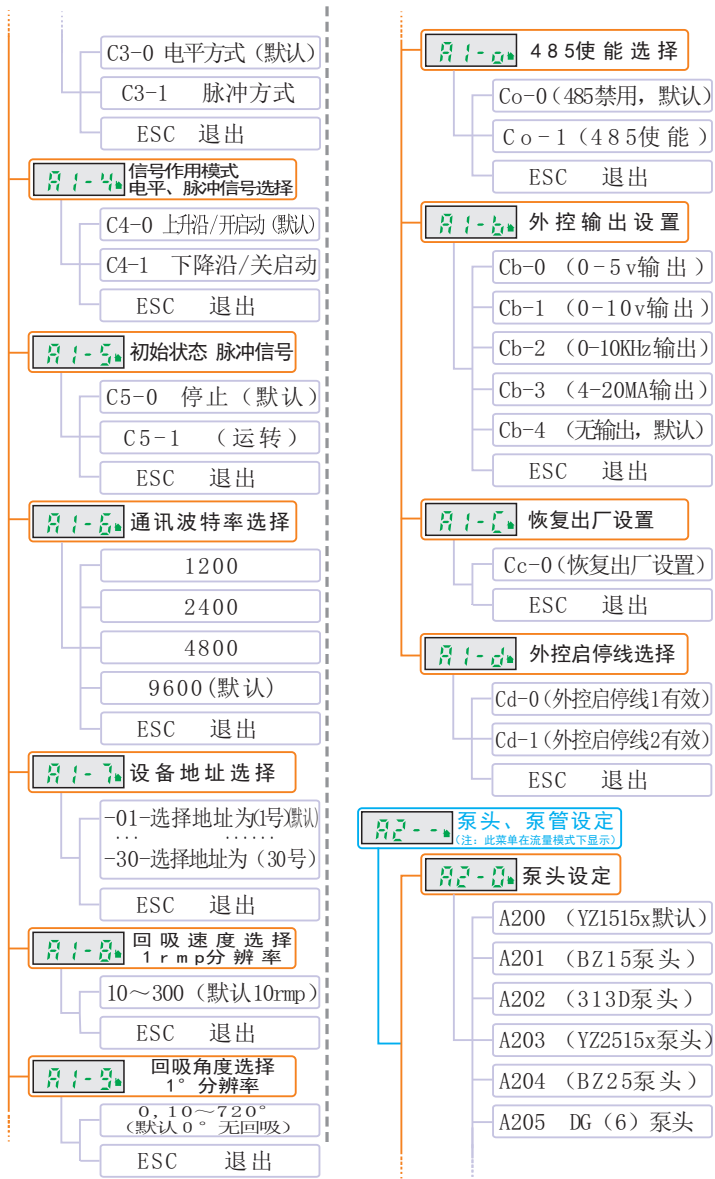 C3-0 电平方式（默认）
C3-1 脉冲方式
ESC 退出
A1-4 信号作用模式
电平、脉冲信号选择
C4-0 上升沿/开启动（默认）
C4-1 下降沿/关启动
ESC 退出
A1-5 初始状态 脉冲信号
C5-0 停止（默认）
C5-1 （运转）
ESC 退出
A1-6 通讯波特率选择
1200
2400
4800
9600(默认)
ESC 退出
A1-7 设备地址选择
-01-选择地址为(1号)(默认)
... ......
-30-选择地址为（30号）
ESC 退出
A1-8 回吸速度选择
1rmp分辨率
10～300（默认10rmp）
ESC 退出
A1-9 回吸角度选择
1°分辨率
0,10～720°
（默认0°无回吸）
ESC 退出
A1-o 485使能选择
Co-0（485禁用，默认）
Co-1（485使能）
ESC 退出
A1-b 外控输出设置
Cb-0 （0-5v输出）
Cb-1 （0-10v输出）
Cb-2 （0-10KHz输出）
Cb-3 （4-20MA输出）
Cb-4 （无输出，默认）
ESC 退出
A1-C 恢复出厂设置
Cc-0（恢复出厂设置）
ESC 退出
A1-d 外控启停线选择
Cd-0（外控启停线1有效）
Cd-1（外控启停线2有效）
ESC 退出
A2-- 泵头、泵管设定
（注：此菜单在流量模式下显示）
A2-0 泵头设定
A200 （YZ1515x默认）
A201 （BZ15泵头）
A202 （313D泵头）
A203 （YZ2515x泵头）
A204 （BZ25泵头）
A205 DG（6）泵头